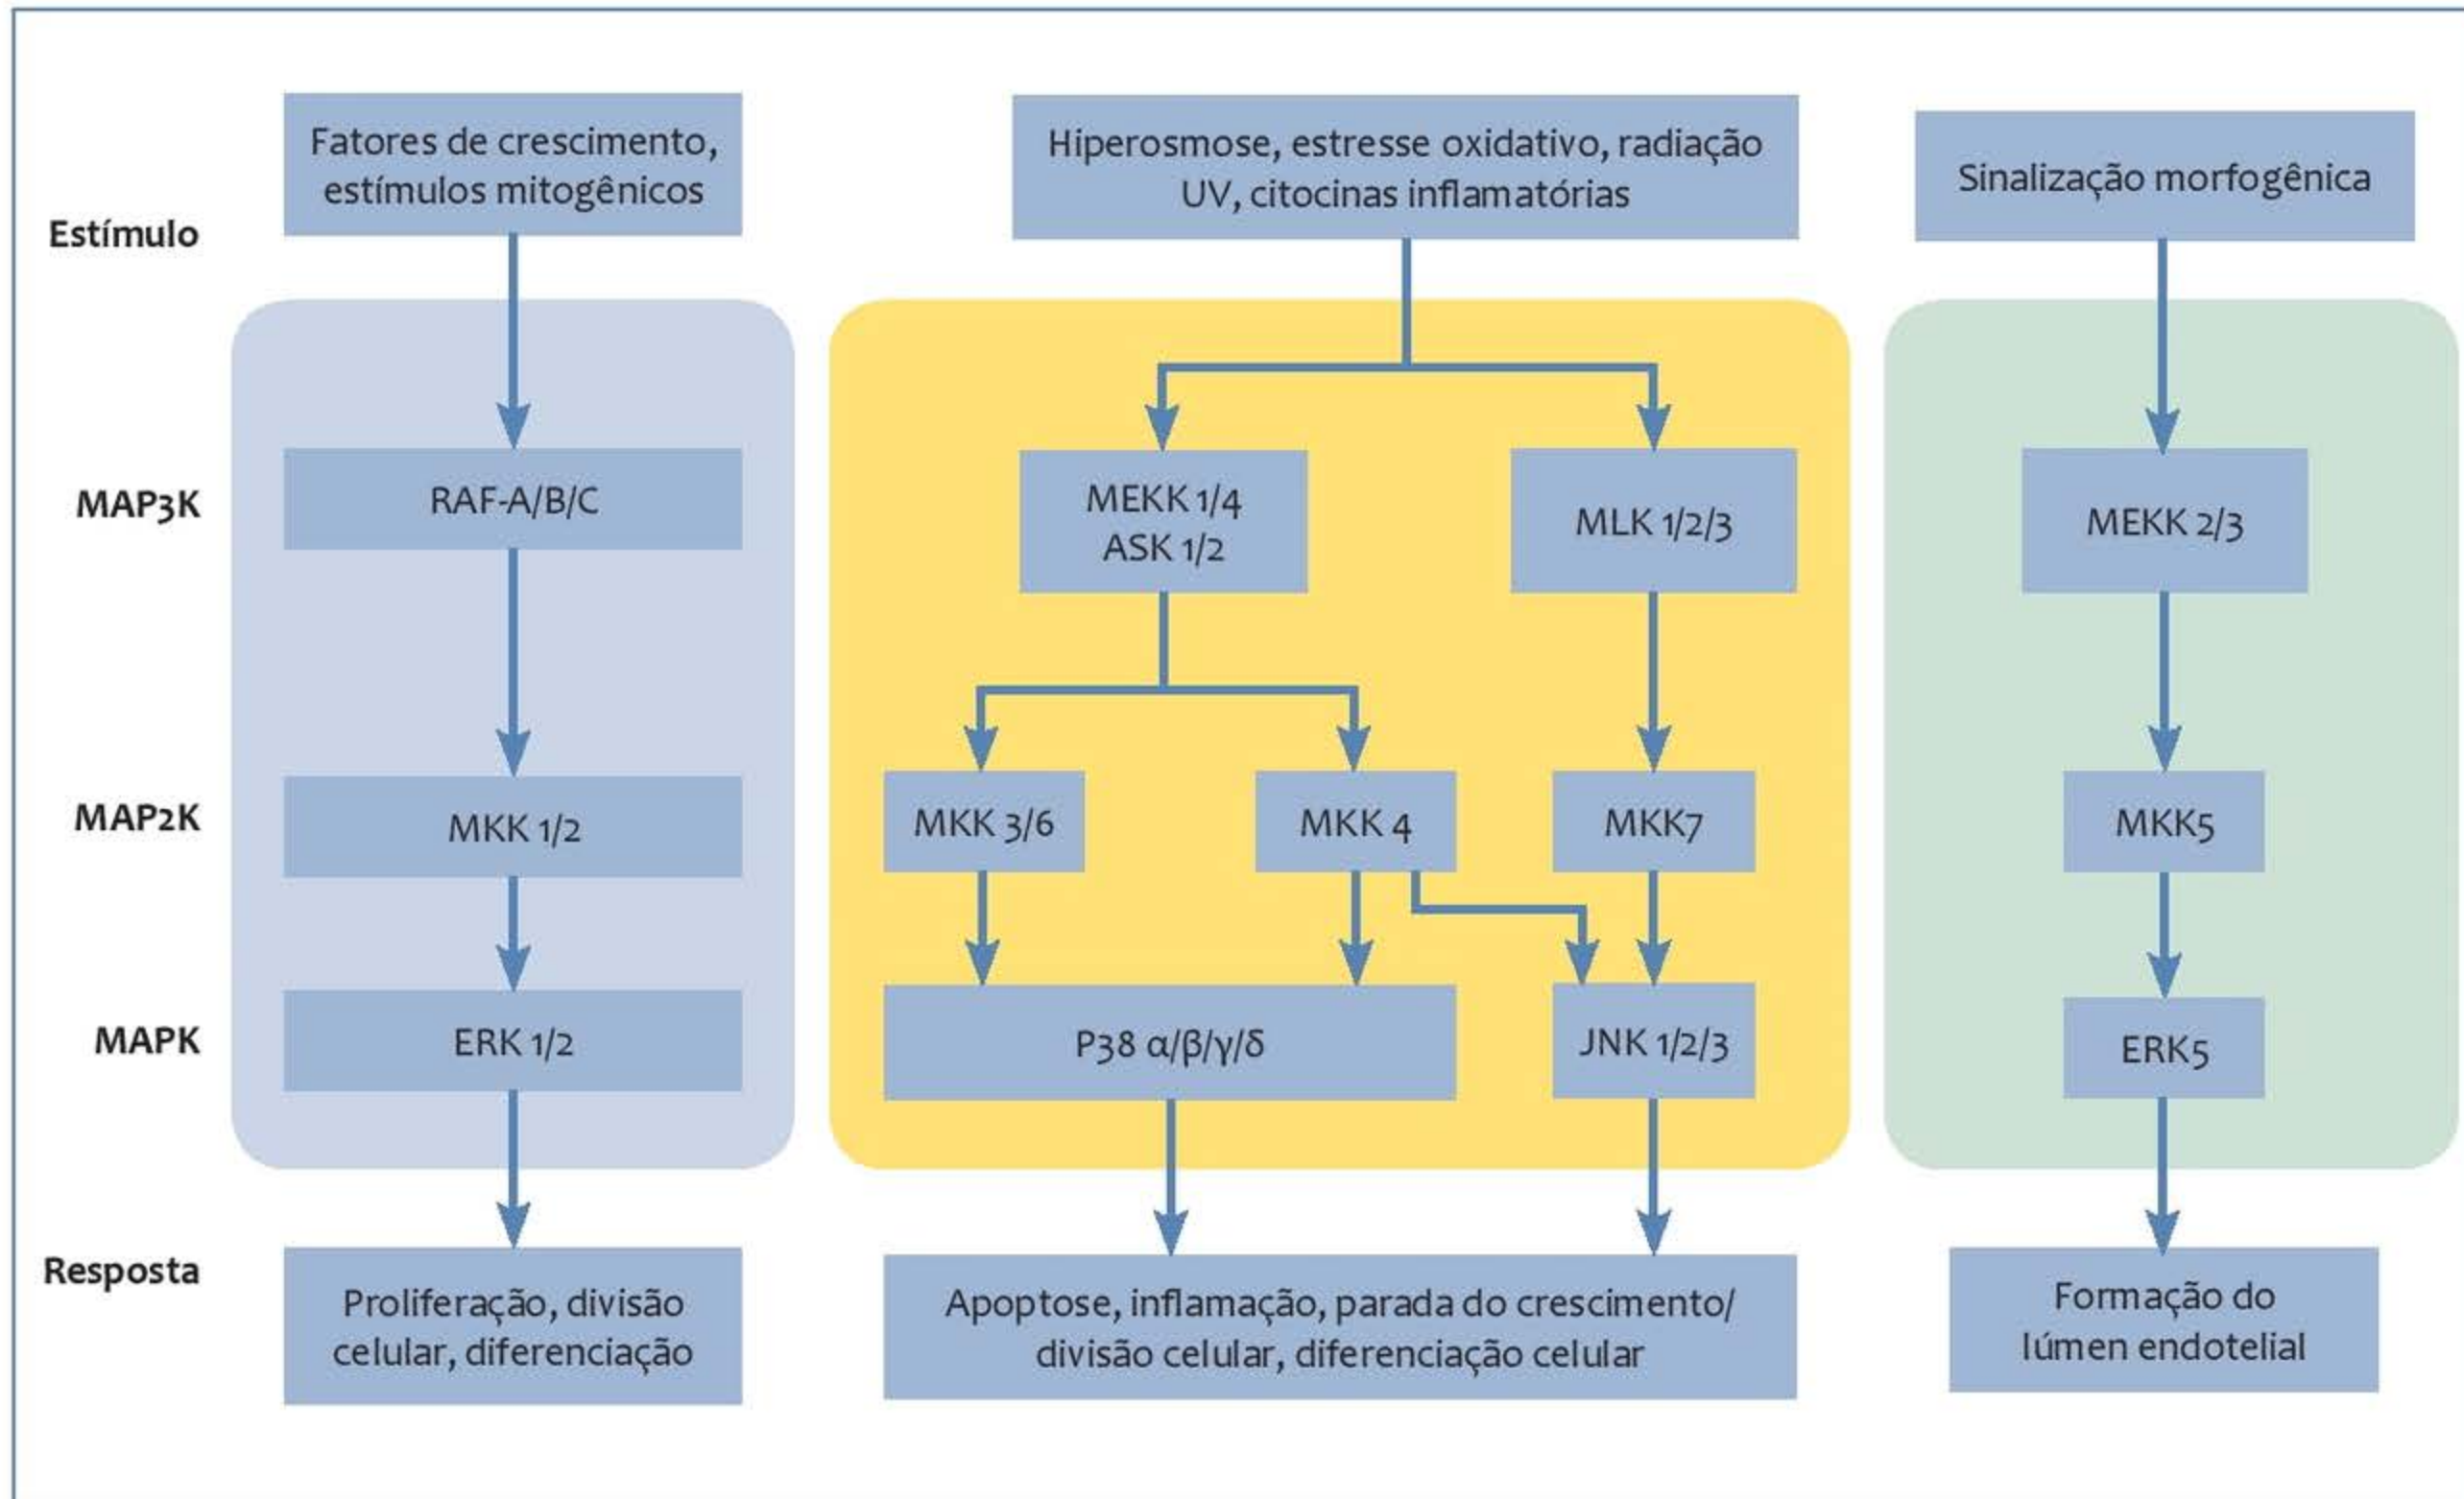 Estímulo
Fatores de crescimento,
estímulos mitogênicos
Hiperosmose, estresse oxidativo, radiação
UV, citocinas inflamatórias
Sinalização morfogênica
MAP3K
RAF-A/B/C
MEKK 1/4
ASK 1/2
MLK 1/2/3
MEKK 2/3
MAP2K
MKK 1/2
MKK 3/6
MKK 4
MKK7
MKK5
MAPK
ERK 1/2
P38 α/β/γ/δ
JNK 1/2/3
ERK5
Resposta
Proliferação, divisão
celular, diferenciação
Apoptose, inflamação, parada do crescimento/
divisão celular, diferenciação celular
Formação do
lúmen endotelial